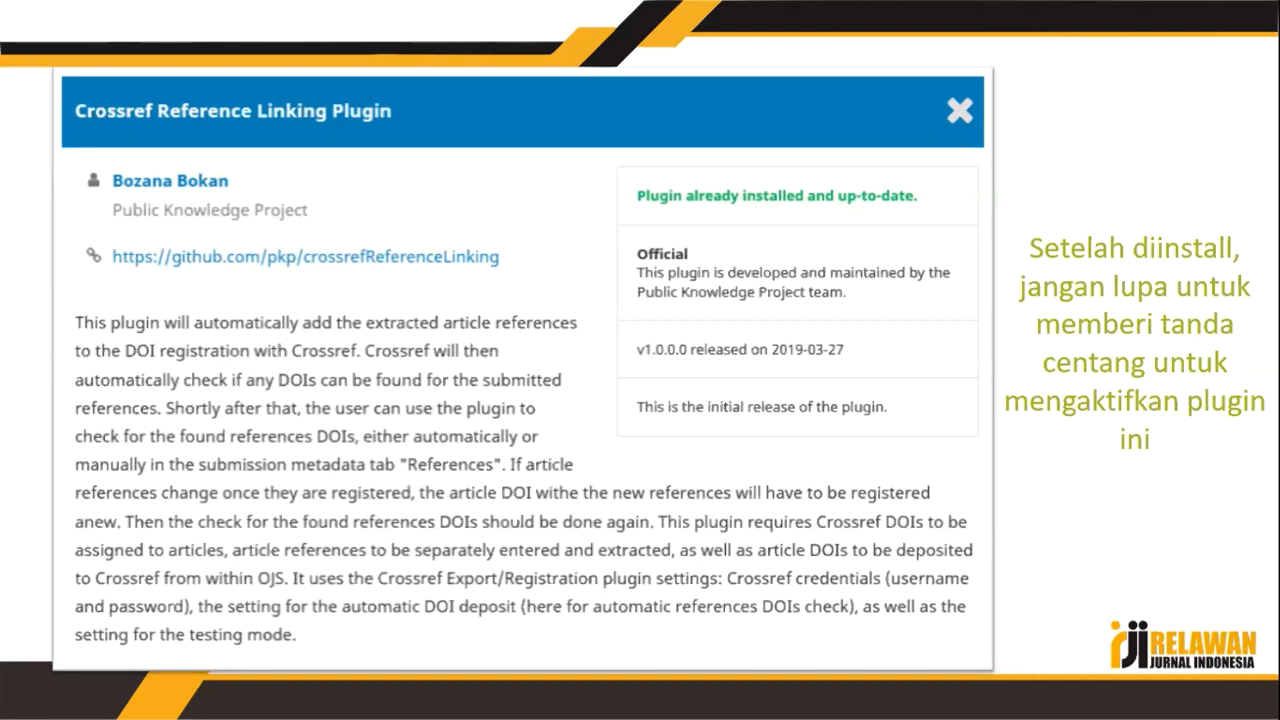 Crossref Reference Linking Plugin
Bozana Bokan
Public Knowledge Project
https://github.com/pkp/crossrefReferenceLinking
Plugin already installed and up-to-date.
Official
This plugin is developed and maintained by the
Public Knowledge Project team.
v1.0.0.0 released on 2019-03-27
This is the initial release of the plugin.
This plugin will automatically add the extracted article references
to the DOI registration with Crossref. Crossref will then
automatically check if any DOIs can be found for the submitted
references. Shortly after that, the user can use the plugin to
check for the found references DOIs, either automatically or
manually in the submission metadata tab "References". If article
references change once they are registered, the article DOI withe the new references will have to be registered
anew. Then the check for the found references DOIs should be done again. This plugin requires Crossref DOIs to be
assigned to articles, article references to be separately entered and extracted, as well as article DOIs to be deposited
to Crossref from within OJS. It uses the Crossref Export/Registration plugin settings: Crossref credentials (username
and password), the setting for the automatic DOI deposit (here for automatic references DOIs check), as well as the
setting for the testing mode.
Setelah diinstall,
jangan lupa untuk
memberi tanda
centang untuk
mengaktifkan plugin
ini
rji RELAWAN
JURNAL INDONESIA